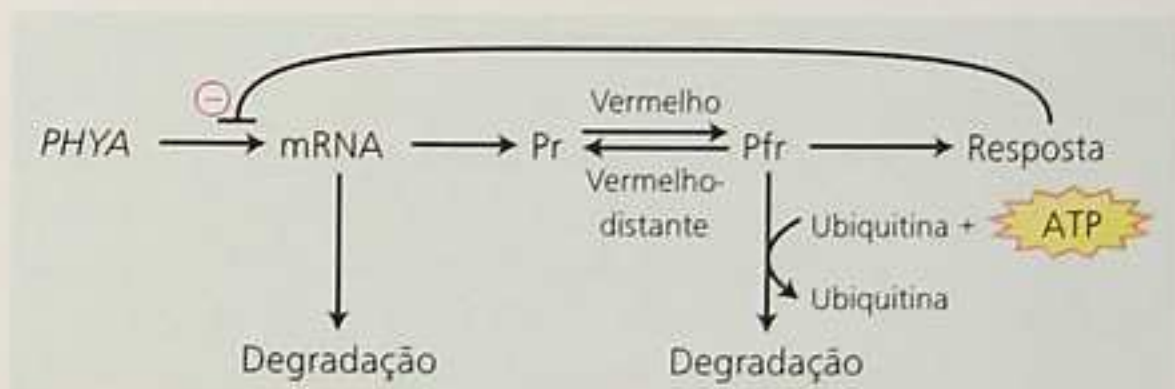 Vermelho
PHYA mRNA Pr Pfr Resposta
Vermelho-
distante
Ubiquitina + ATP
Ubiquitina
Degradação Degradação